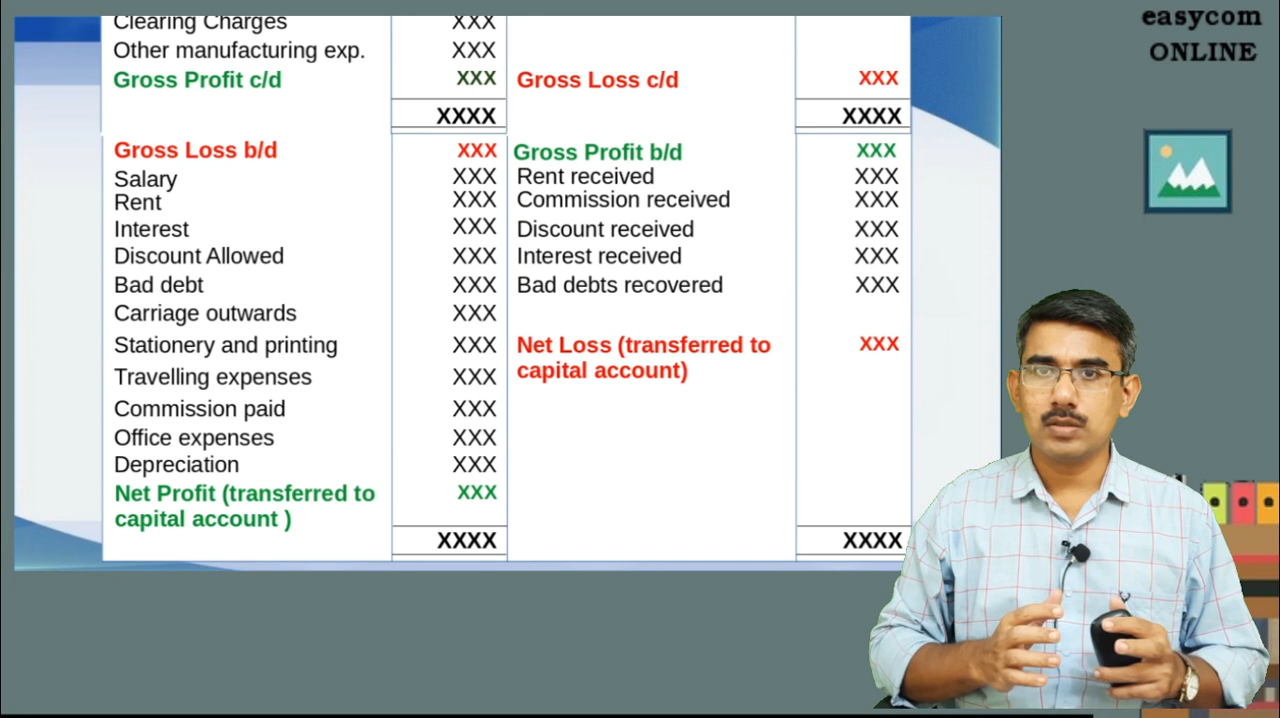 easycom
ONLINE
Clearing Charges XXX
Other manufacturing exp. XXX
Gross Profit c/d XXX Gross Loss c/d XXX
XXXX XXXX
Gross Loss b/d XXX Gross Profit b/d XXX
Salary XXX Rent received XXX
Rent XXX Commission received XXX
Interest XXX Discount received XXX
Discount Allowed XXX Interest received XXX
Bad debt XXX Bad debts recovered XXX
Carriage outwards XXX
Stationery and printing XXX Net Loss (transferred to XXX
capital account)
Travelling expenses XXX
Commission paid XXX
Office expenses XXX
Depreciation XXX
Net Profit (transferred to XXX
capital account )
XXXX XXXX